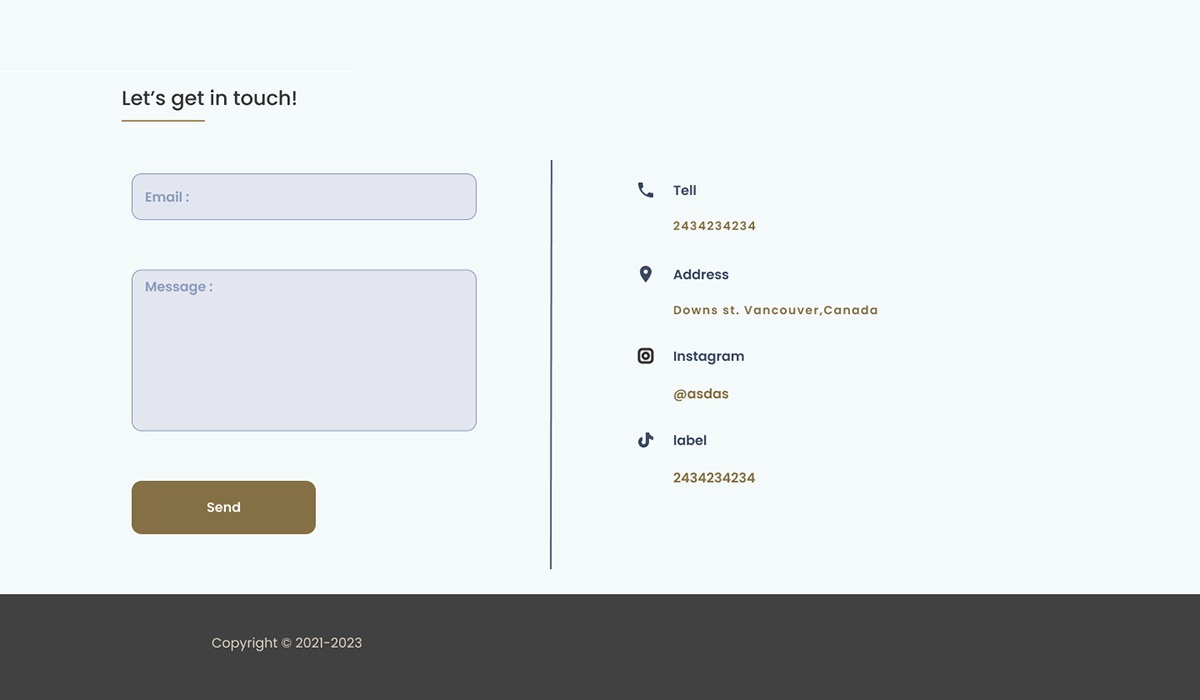 Let’s get in touch!
Email :
Message :
Send
Tell
2434234234
Address
Downs st. Vancouver,Canada
Instagram
@asdas
label
2434234234
Copyright © 2021-2023